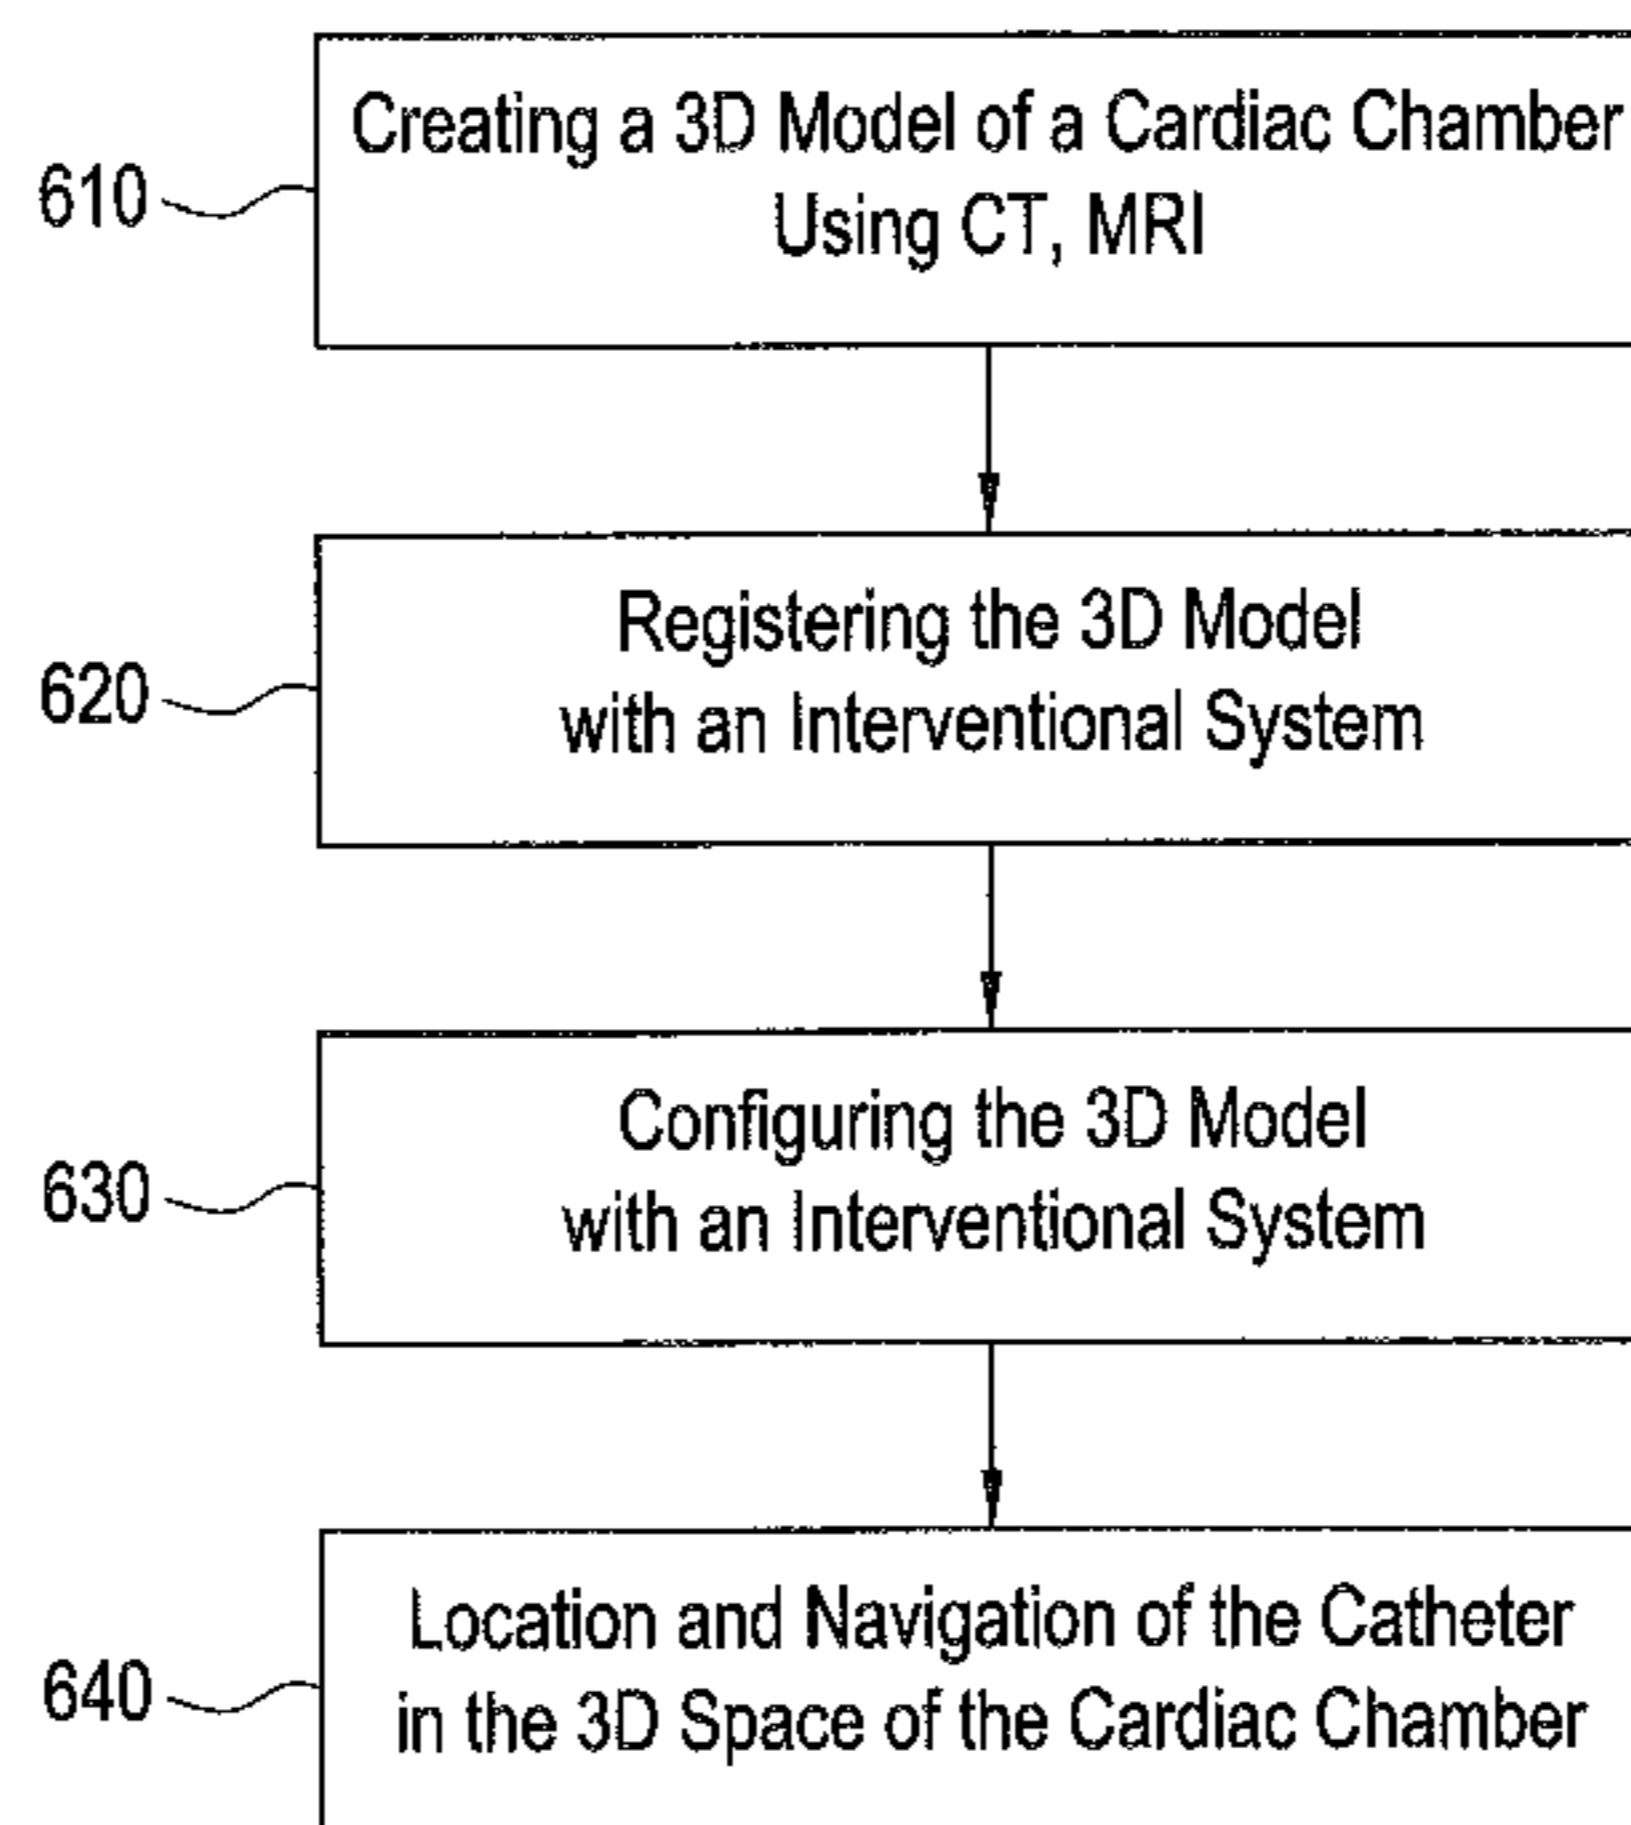 Creating a 3D Model of a Cardiac Chamber
Using CT, MRI
610
Registering the 3D Model
with an Interventional System
620
Configuring the 3D Model
with an Interventional System
630
Location and Navigation of the Catheter
in the 3D Space of the Cardiac Chamber
640